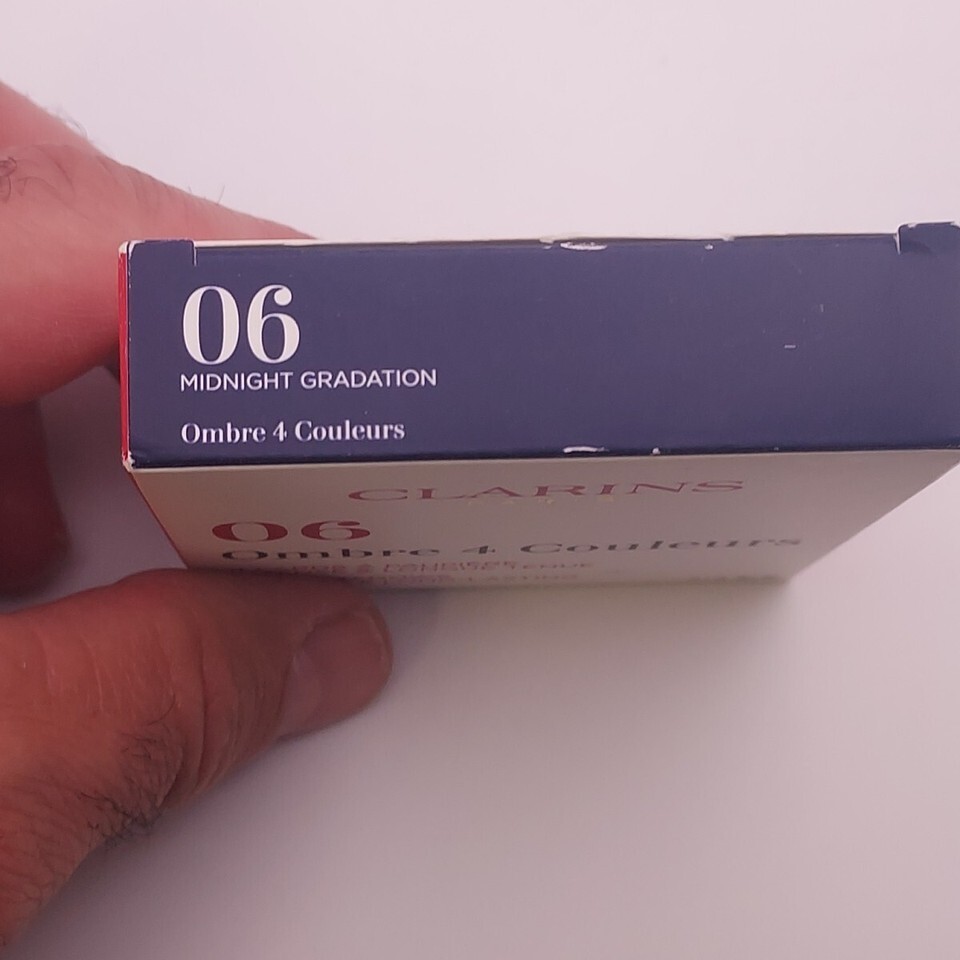 06
MIDNIGHT GRADATION
Ombre 4 Couleurs
CLARINS
06
Ombre 4 Couleurs